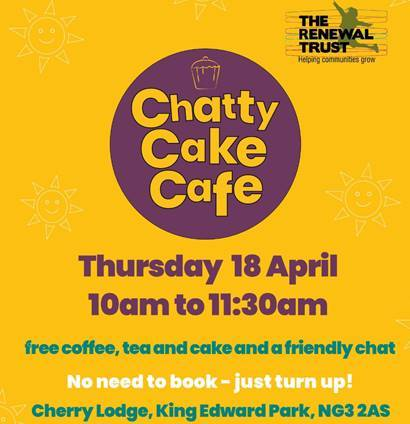 THE
RENEWAL
TRUST
Helping communities grow
Chatty
Cake
Cafe
Thursday 18 April
10am to 11:30am
free coffee, tea and cake and a friendly chat
No need to book - just turn up!
Cherry Lodge, King Edward Park, NG3 2AS